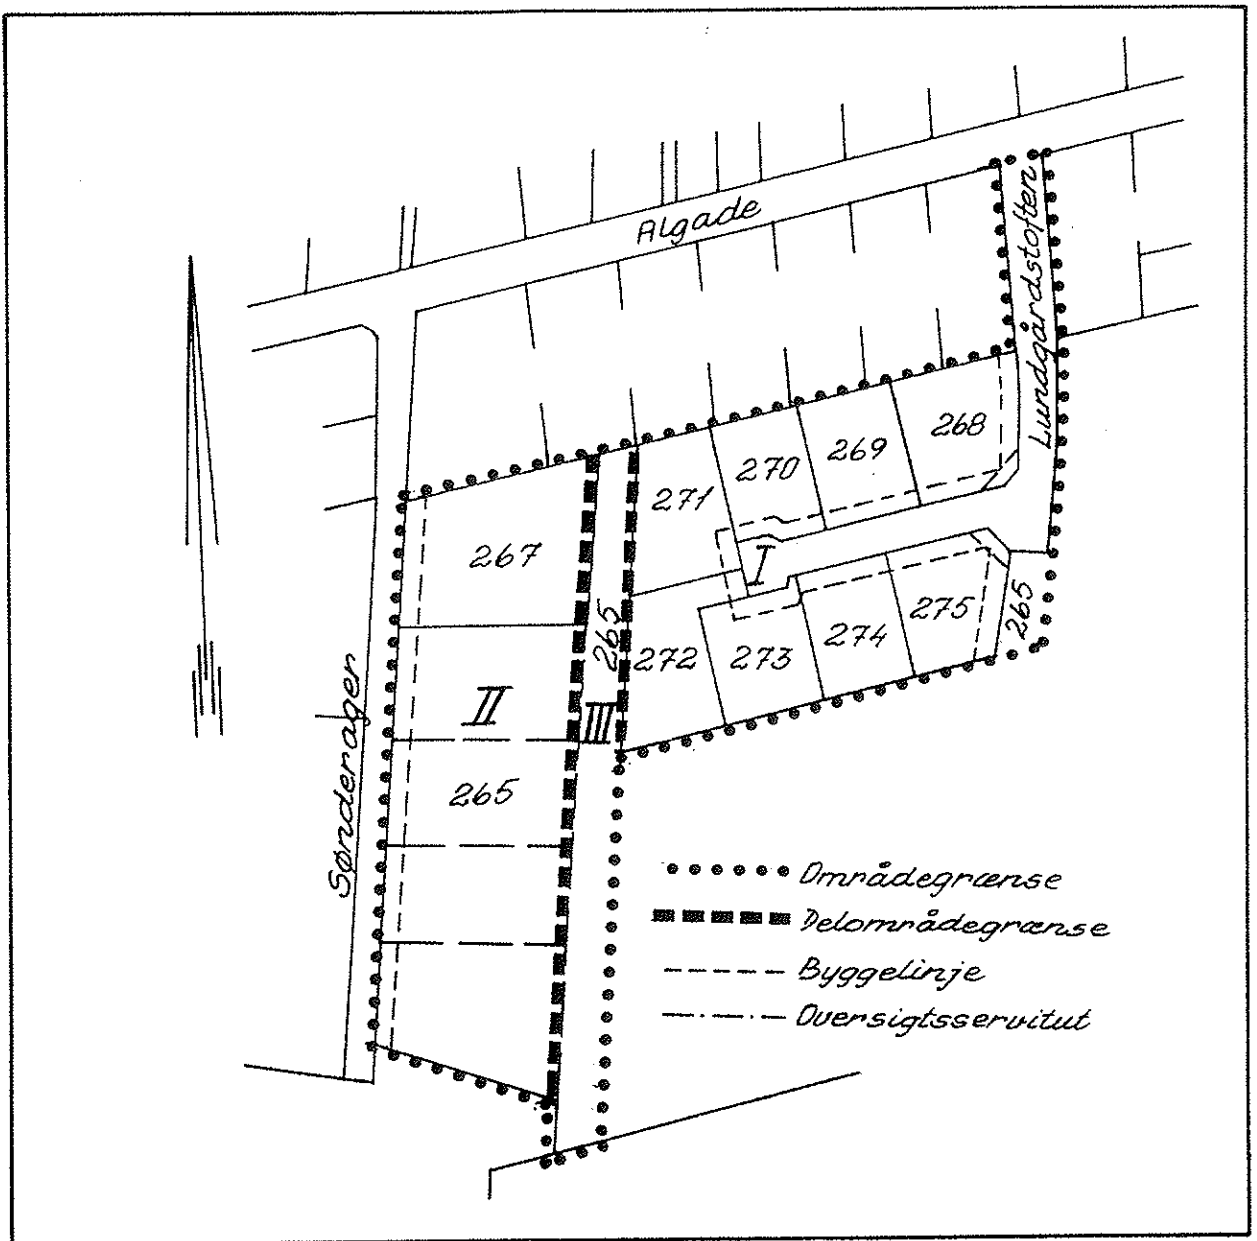 Algade
Lundgårdstoften
268
269
270
271
267
I
265
275
265
274
273
272
II
III
265
Sønderager
Områdegrænse
Delområdegrænse
Byggelinje
Oversigtsservitut